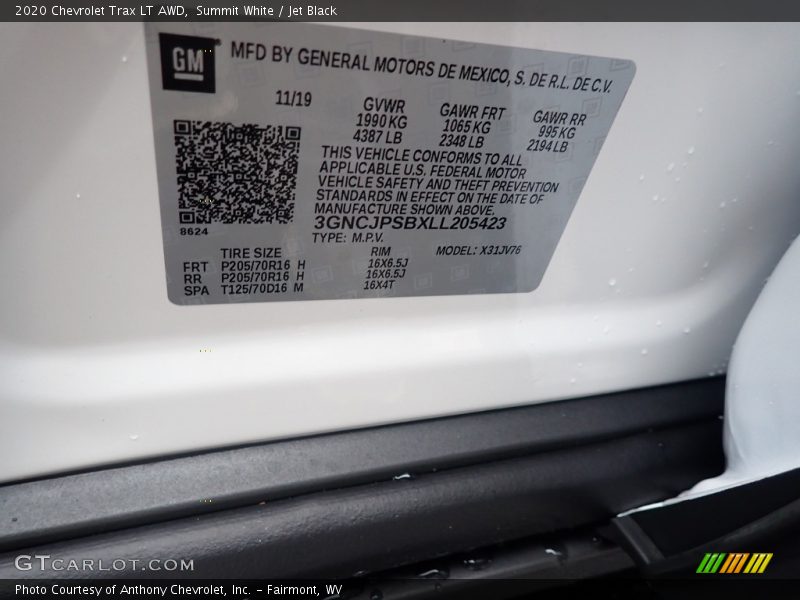 2020 Chevrolet Trax LT AWD,  Summit White / Jet Black
GM
MFD BY GENERAL MOTORS DE MEXICO, S. DE R.L. DE C.V.
11/19 GVWR GAWR FRT GAWR RR
1990 KG 1065 KG 995 KG
4387 LB 2348 LB 2194 LB
THIS VEHICLE CONFORMS TO ALL
APPLICABLE U.S. FEDERAL MOTOR
VEHICLE SAFETY AND THEFT PREVENTION
STANDARDS IN EFFECT ON THE DATE OF
MANUFACTURE SHOWN ABOVE.
3GNCJPSBXLL205423
8624
TYPE: M.P.V.
TIRE SIZE RIM MODEL: X31JV76
FRT P205/70R16 H 16X6.5J
RR P205/70R16 H 16X6.5J
SPA T125/70D16 M 16X4T
GTCARLOT.COM
Photo Courtesy of Anthony Chevrolet, Inc. – Fairmont, WV